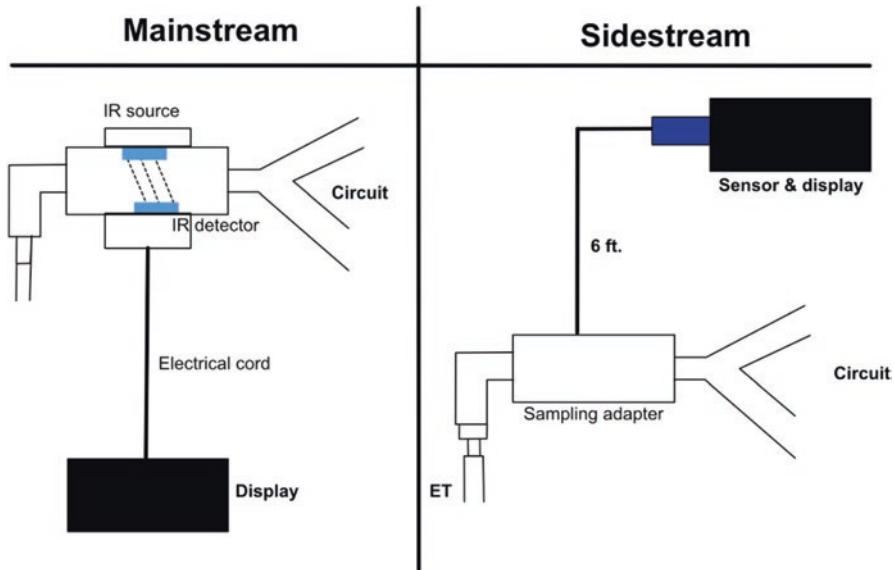 Mainstream
Sidestream
IR source
Circuit
IR detector
Electrical cord
Display
Sensor & display
6 ft.
Circuit
Sampling adapter
ET